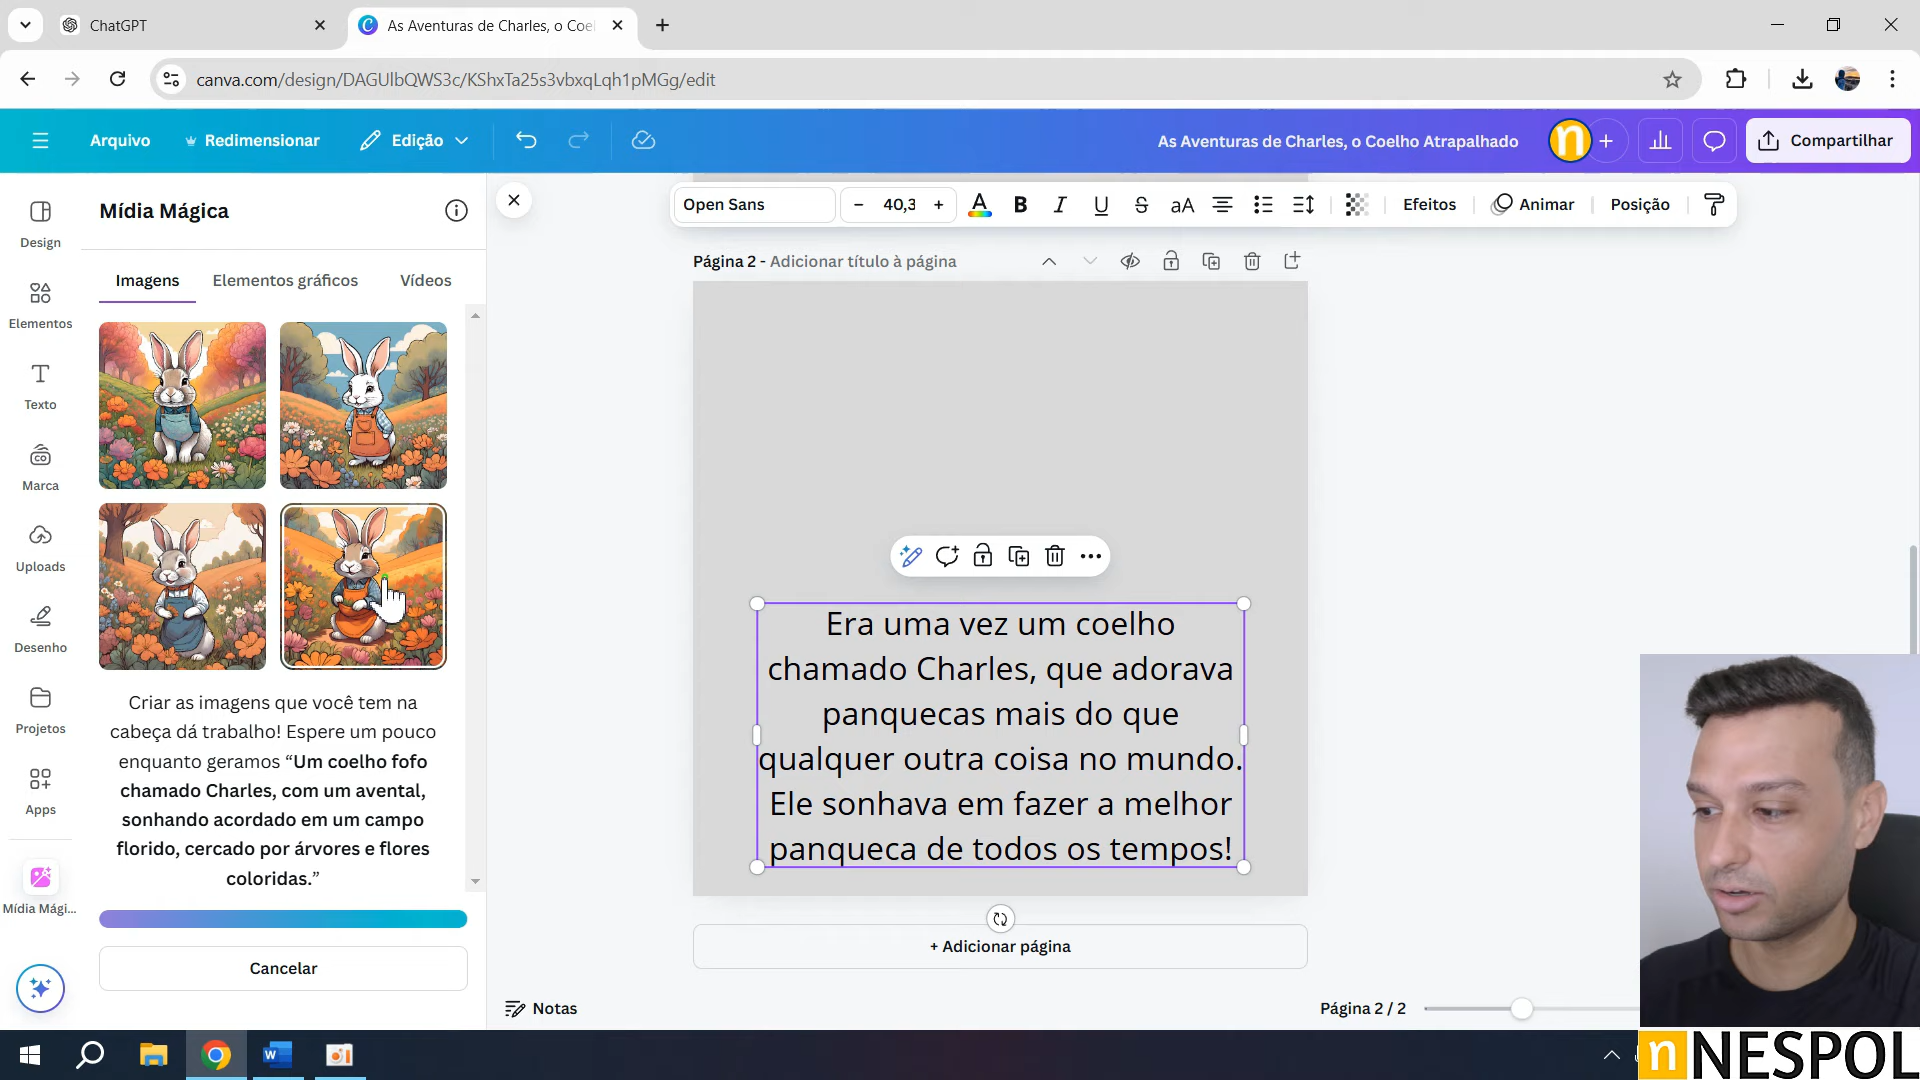 ChatGPT
As Aventuras de Charles, o Coe
canva.com/design/DAGUlbQWS3c/KShxTa25s3vbxqLqh1pMGg/edit
Arquivo
Redimensionar
Edição
As Aventuras de Charles, o Coelho Atrapalhado
n
Compartilhar
Design
Elementos
Texto
Marca
Uploads
Desenho
Projetos
Apps
Mídia Mági...
Mídia Mágica
Imagens
Elementos gráficos
Vídeos
Criar as imagens que você tem na
cabeça dá trabalho! Espere um pouco
enquanto geramos “Um coelho fofo
chamado Charles, com um avental,
sonhando acordado em um campo
florido, cercado por árvores e flores
coloridas.”
Cancelar
Open Sans
– 40,3 +
A B I U S aA
Efeitos
Animar
Posição
Página 2 - Adicionar título à página
Era uma vez um coelho
chamado Charles, que adorava
panquecas mais do que
qualquer outra coisa no mundo.
Ele sonhava em fazer a melhor
panqueca de todos os tempos!
+ Adicionar página
Notas
Página 2 / 2
n NESPOL